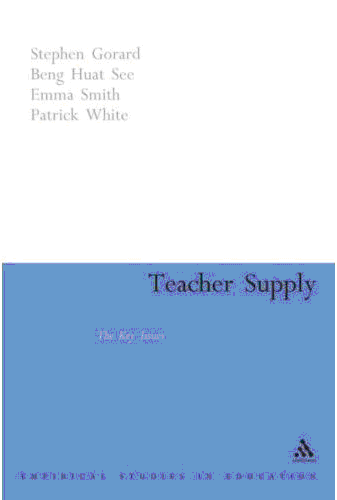 Stephen Gorard
Beng Huat See
Emma Smith
Patrick White
Teacher Supply
The Key Issues